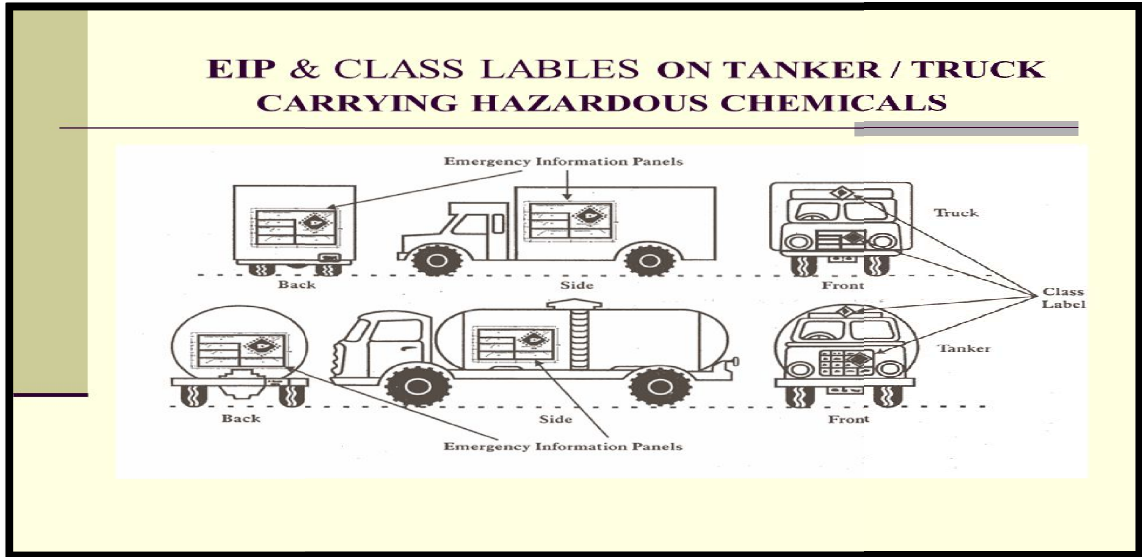 EIP & CLASS LABLES ON TANKER / TRUCK
CARRYING HAZARDOUS CHEMICALS
Emergency Information Panels
Truck
Back
Side
Front
Class
Label
Tanker
Back
Side
Front
Emergency Information Panels